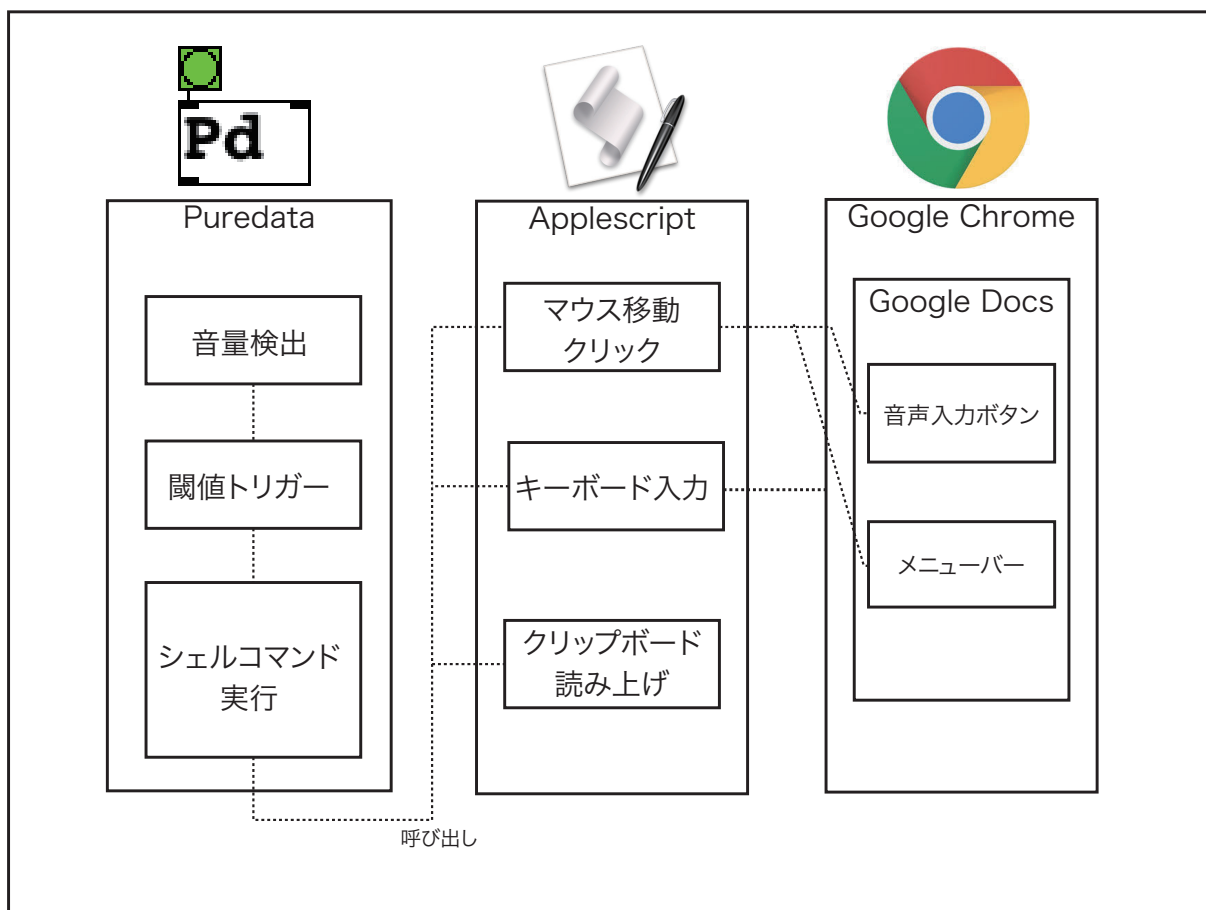 Pd
Puredata
音量検出
閾値トリガー
シェルコマンド
実行
呼び出し
Applescript
マウス移動
クリック
キーボード入力
クリップボード
読み上げ
Google Chrome
Google Docs
音声入力ボタン
メニューバー